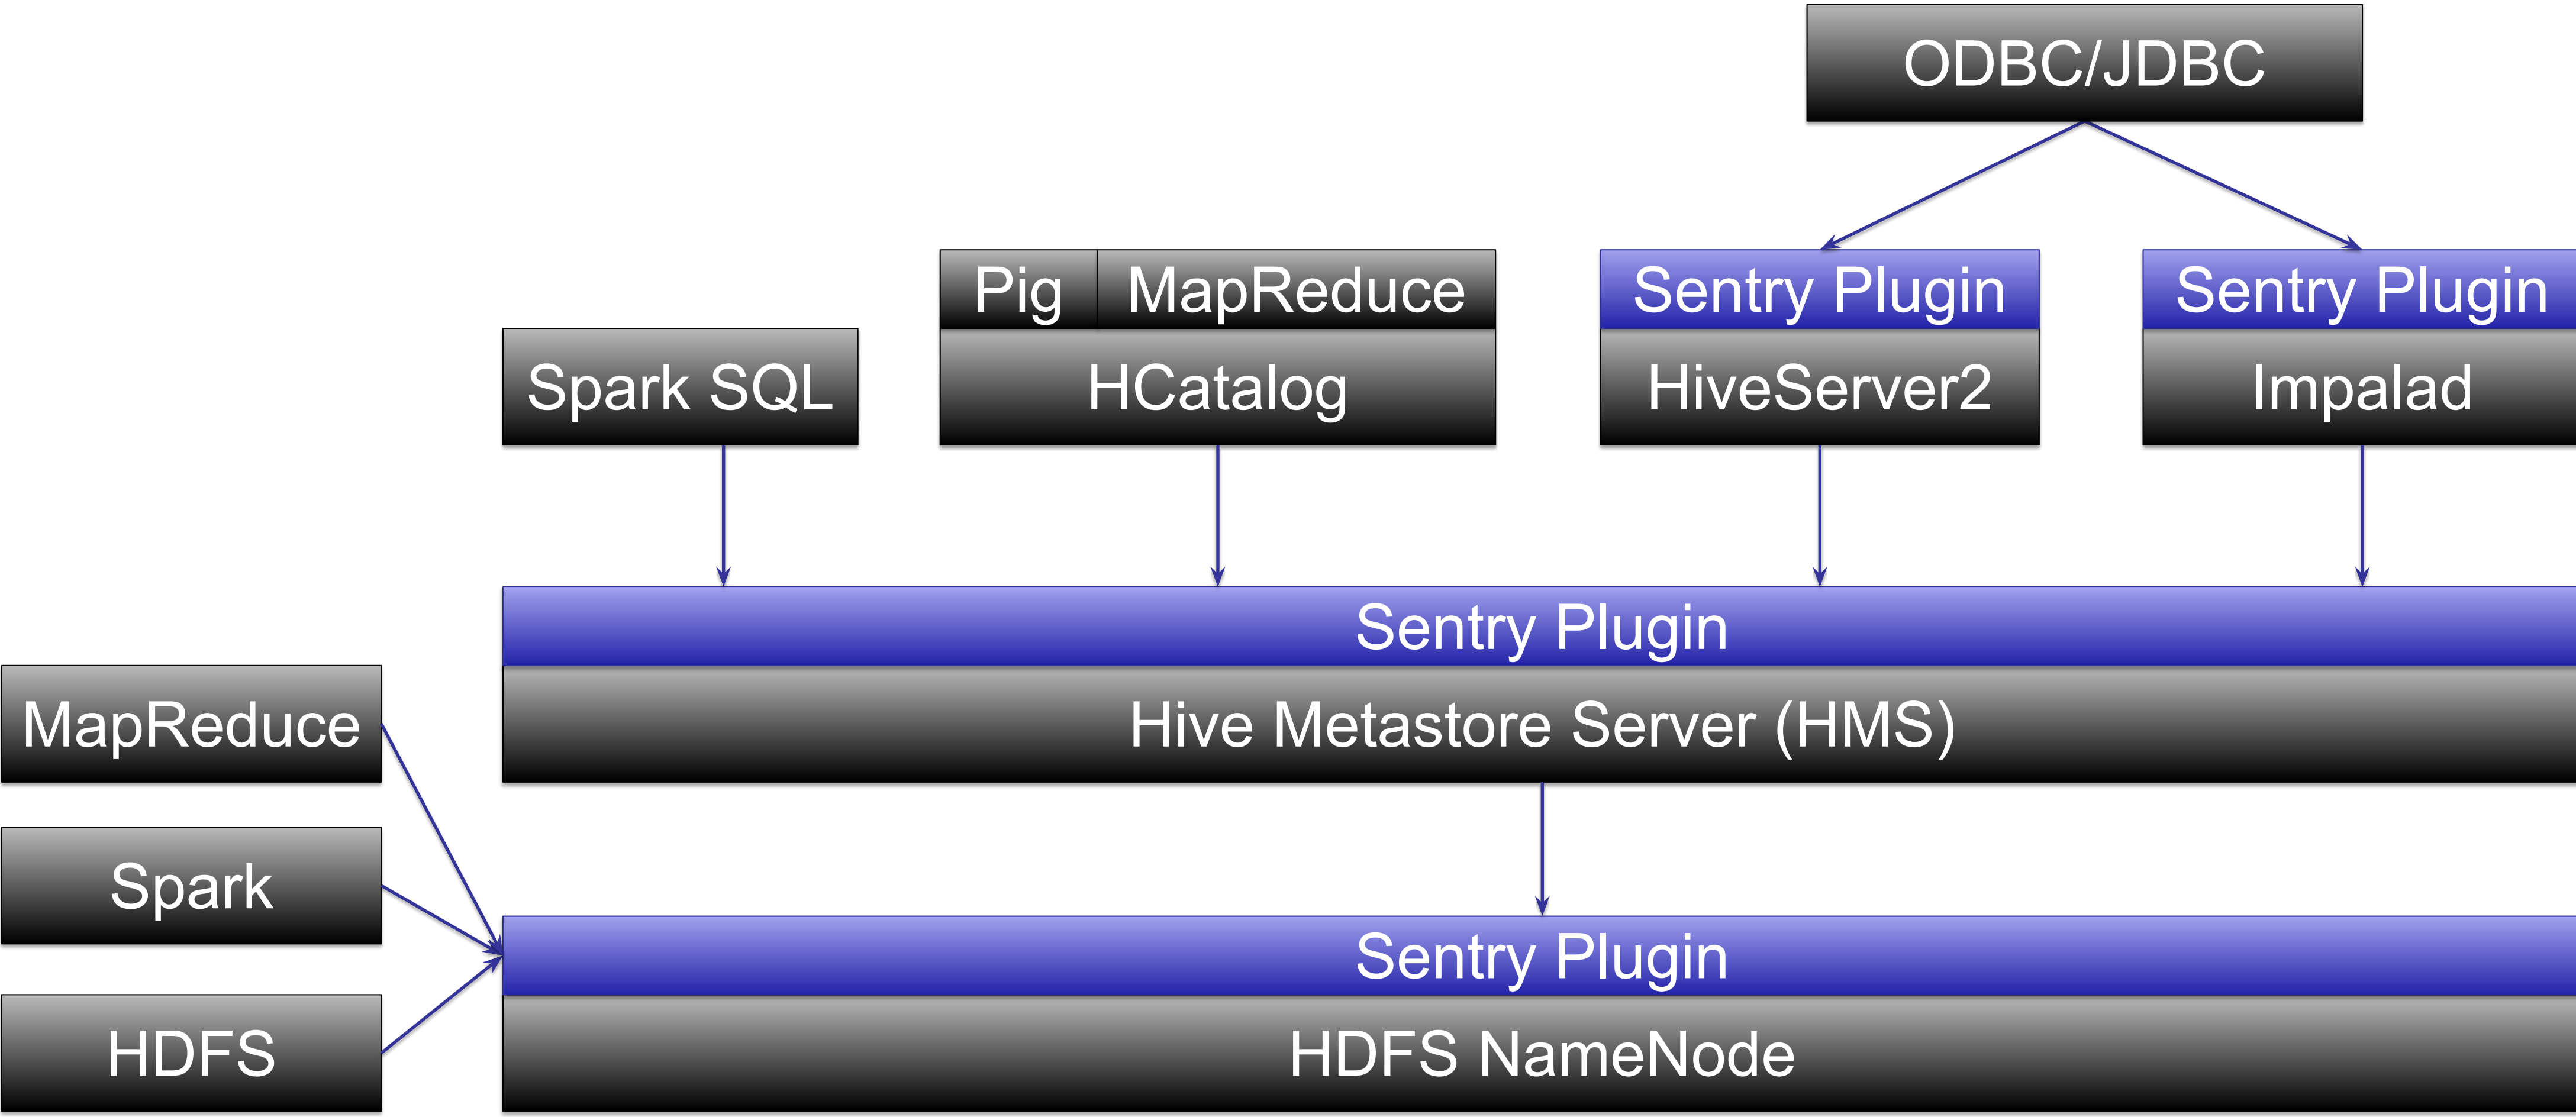 ODBC/JDBC
Pig
MapReduce
Sentry Plugin
Sentry Plugin
Spark SQL
HCatalog
HiveServer2
Impalad
Sentry Plugin
MapReduce
Hive Metastore Server (HMS)
Spark
Sentry Plugin
HDFS
HDFS NameNode